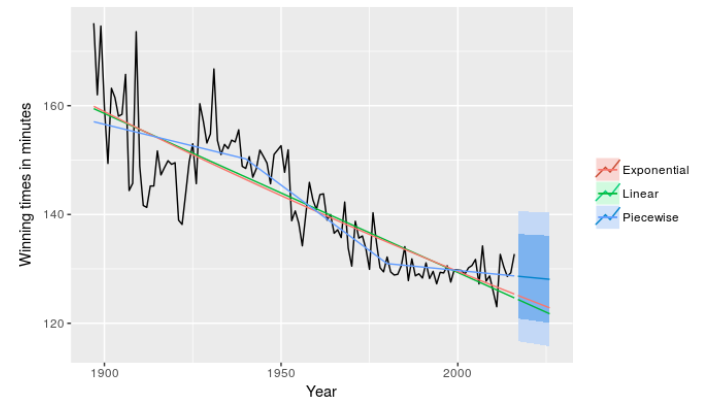 Winning times in minutes
160
140
120
1900
1950
2000
Year
Exponential
Linear
Piecewise